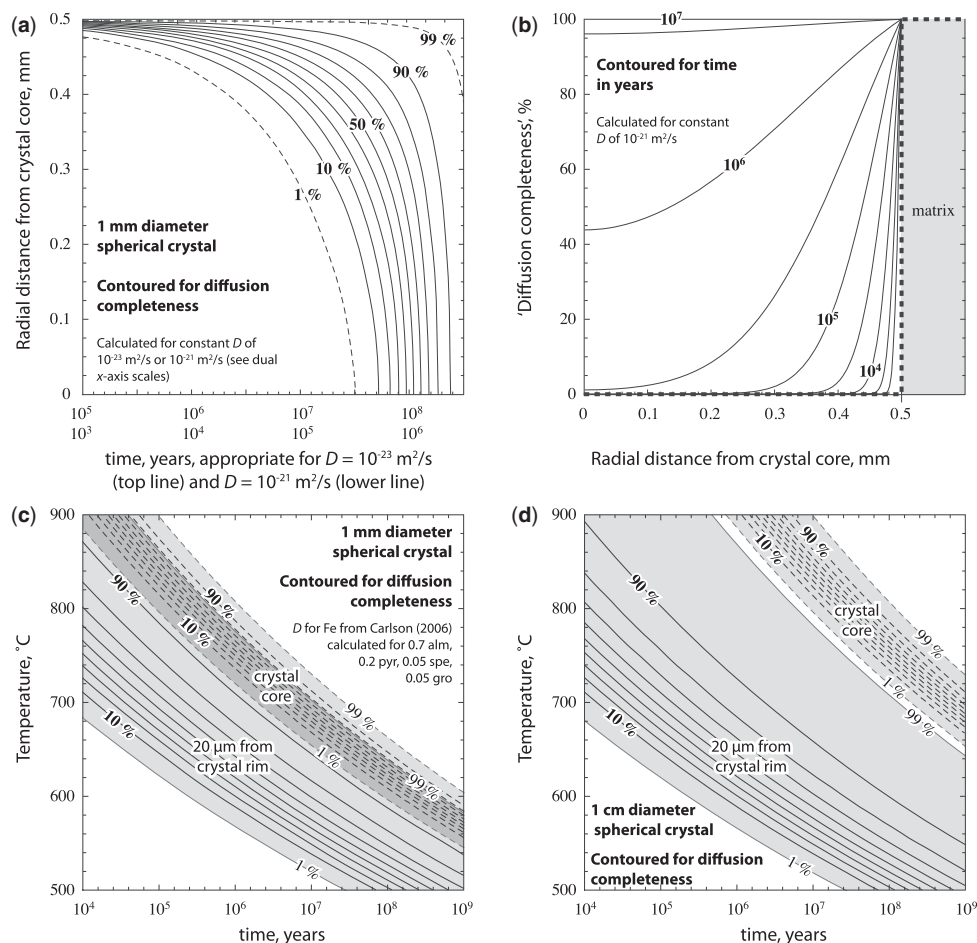 (a)
0.5
0.4
0.3
0.2
0.1
0
Radial distance from crystal core, mm
99 %
90 %
50 %
10 %
1 %
1 mm diameter
spherical crystal
Contoured for diffusion
completeness
Calculated for constant D of
10⁻²³ m²/s or 10⁻²¹ m²/s (see dual
x-axis scales)
10⁵ 10⁶ 10⁷ 10⁸
10³ 10⁴ 10⁵ 10⁶
time, years, appropriate for D = 10⁻²³ m²/s
(top line) and D = 10⁻²¹ m²/s (lower line)
(b)
100
80
60
40
20
0
'Diffusion completeness', %
10⁷
Contoured for time
in years
Calculated for constant
D of 10⁻²¹ m²/s
10⁶
10⁵
10⁴
matrix
0 0.1 0.2 0.3 0.4 0.5
Radial distance from crystal core, mm
(c)
900
800
700
600
500
Temperature, ˚C
1 mm diameter
spherical crystal
Contoured for diffusion
completeness
D for Fe from Carlson (2006)
calculated for 0.7 alm,
0.2 pyr, 0.05 spe,
0.05 gro
90 %
90 %
10 %
crystal
core
99 %
10 %
20 µm from
crystal rim
1 %
99 %
1 %
10⁴ 10⁵ 10⁶ 10⁷ 10⁸ 10⁹
time, years
(d)
900
800
700
600
500
Temperature, ˚C
90 %
10 %
90 %
crystal
core
99 %
1 %
99 %
10 %
20 µm from
crystal rim
1 cm diameter
spherical crystal
Contoured for diffusion
completeness
1 %
10⁴ 10⁵ 10⁶ 10⁷ 10⁸ 10⁹
time, years